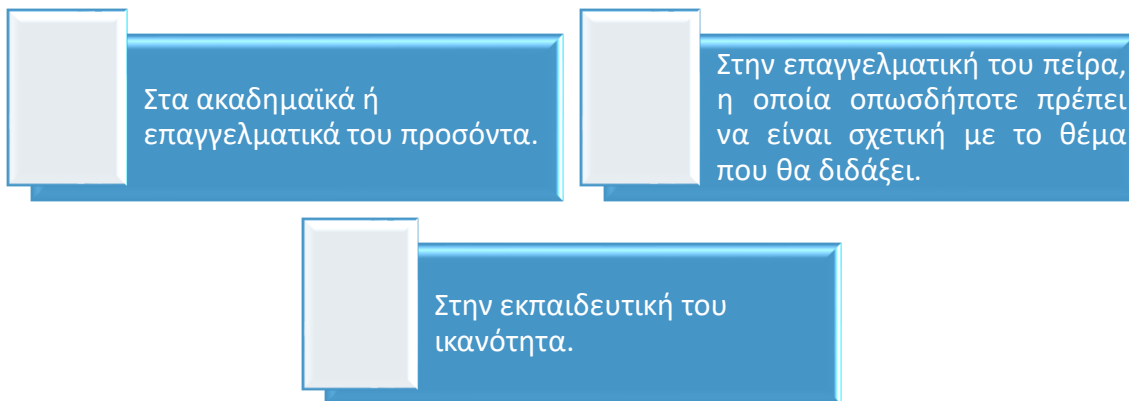 Στα ακαδημαϊκά ή
επαγγελματικά του προσόντα.
Στην επαγγελματική του πείρα,
η οποία οπωσδήποτε πρέπει
να είναι σχετική με το θέμα
που θα διδάξει.
Στην εκπαιδευτική του
ικανότητα.